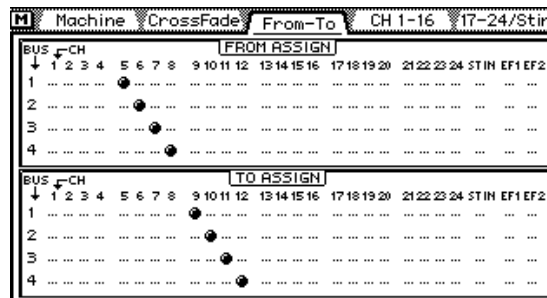 M Machine CrossFade From-To CH 1-16 17-24/Stir
FROM ASSIGN
BUS CH
1 2 3 4 5 6 7 8 9 10 11 12 13 14 15 16 17 18 19 20 21 22 23 24 STIN EF1 EF2
1
2
3
4
TO ASSIGN
BUS CH
1 2 3 4 5 6 7 8 9 10 11 12 13 14 15 16 17 18 19 20 21 22 23 24 STIN EF1 EF2
1
2
3
4